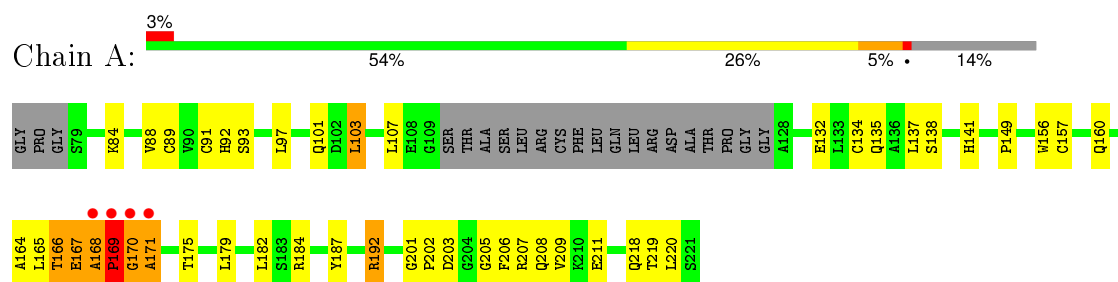 3%
Chain A:
54% 26% 5% • 14%
GLY PRO GLY S79 K84 V88 C89 V90 C91 H92 S93 L97 Q101 D102 L103 L107 E108 G109 SER THR ALA SER LEU ARG CYS PHE LEU GLN LEU ARG ASP ALA THR PRO GLY GLY A128 E132 L133 C134 Q135 A136 L137 S138 H141 P149 W156 C157 Q160
A164 L165 T166 E167 A168 P169 G170 A171 T175 L179 L182 S183 R184 Y187 R192 G201 P202 D203 G204 G205 F206 R207 Q208 V209 K210 E211 Q218 T219 L220 S221